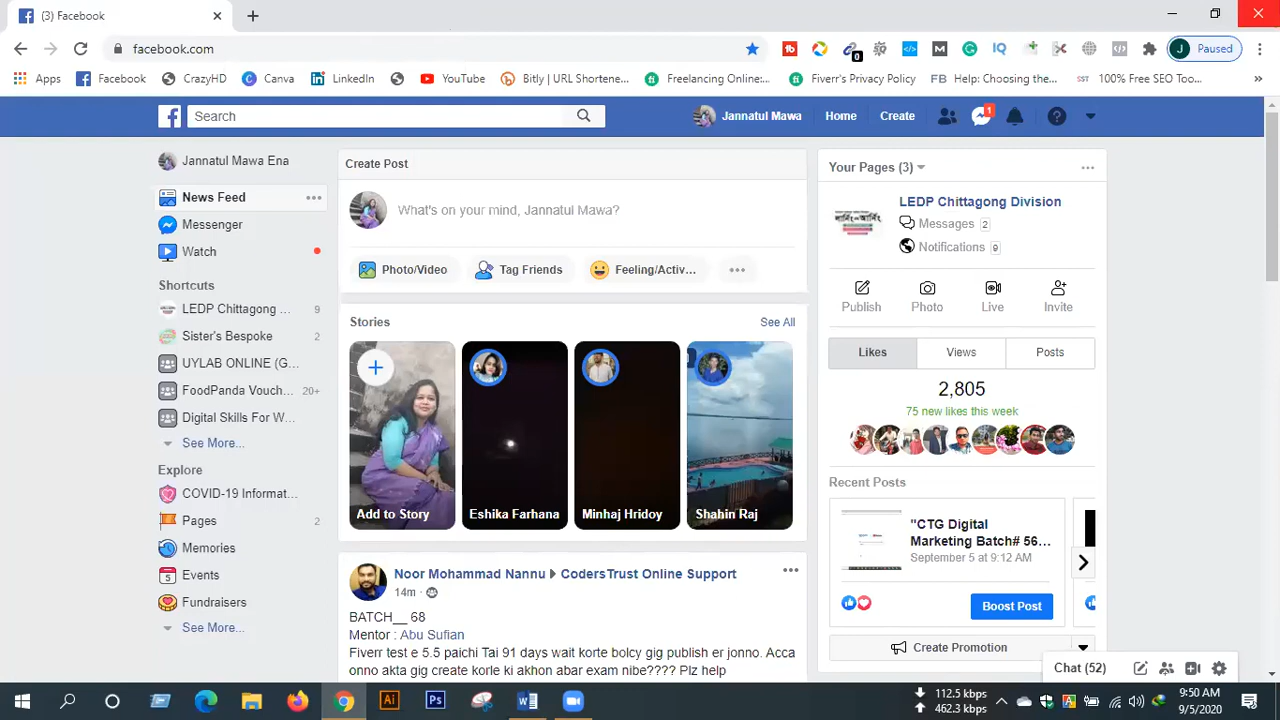 (3) Facebook
facebook.com
0
J Paused
Apps Facebook CrazyHD Canva LinkedIn YouTube Bitly | URL Shortene... Freelancing Online:... Fiverr's Privacy Policy FB Help: Choosing the... SST 100% Free SEO Too... »
Search
Jannatul Mawa Home Create 1
Jannatul Mawa Ena
News Feed
Messenger
Watch
Shortcuts
LEDP Chittagong ... 9
Sister's Bespoke 2
UYLAB ONLINE (G...
FoodPanda Vouch... 20+
Digital Skills For W...
See More...
Explore
COVID-19 Informat...
Pages 2
Memories
Events
Fundraisers
See More...
Create Post
What's on your mind, Jannatul Mawa?
Photo/Video Tag Friends Feeling/Activ...
Stories See All
Add to Story Eshika Farhana Minhaj Hridoy Shahin Raj
Noor Mohammad Nannu CodersTrust Online Support
14m
BATCH__ 68
Mentor : Abu Sufian
Fiverr test e 5.5 paichi Tai 91 days wait korte bolcy gig publish er jonno. Acca
onno akta gig create korle ki akhon abar exam nibe???? Plz help
Your Pages (3)
LEDP Chittagong Division
Messages 2
Notifications 9
Publish Photo Live Invite
Likes Views Posts
2,805
75 new likes this week
Recent Posts
"CTG Digital
Marketing Batch# 56...
September 5 at 9:12 AM
Boost Post
Create Promotion
Chat (52)
112.5 kbps
462.3 kbps
9:50 AM
9/5/2020